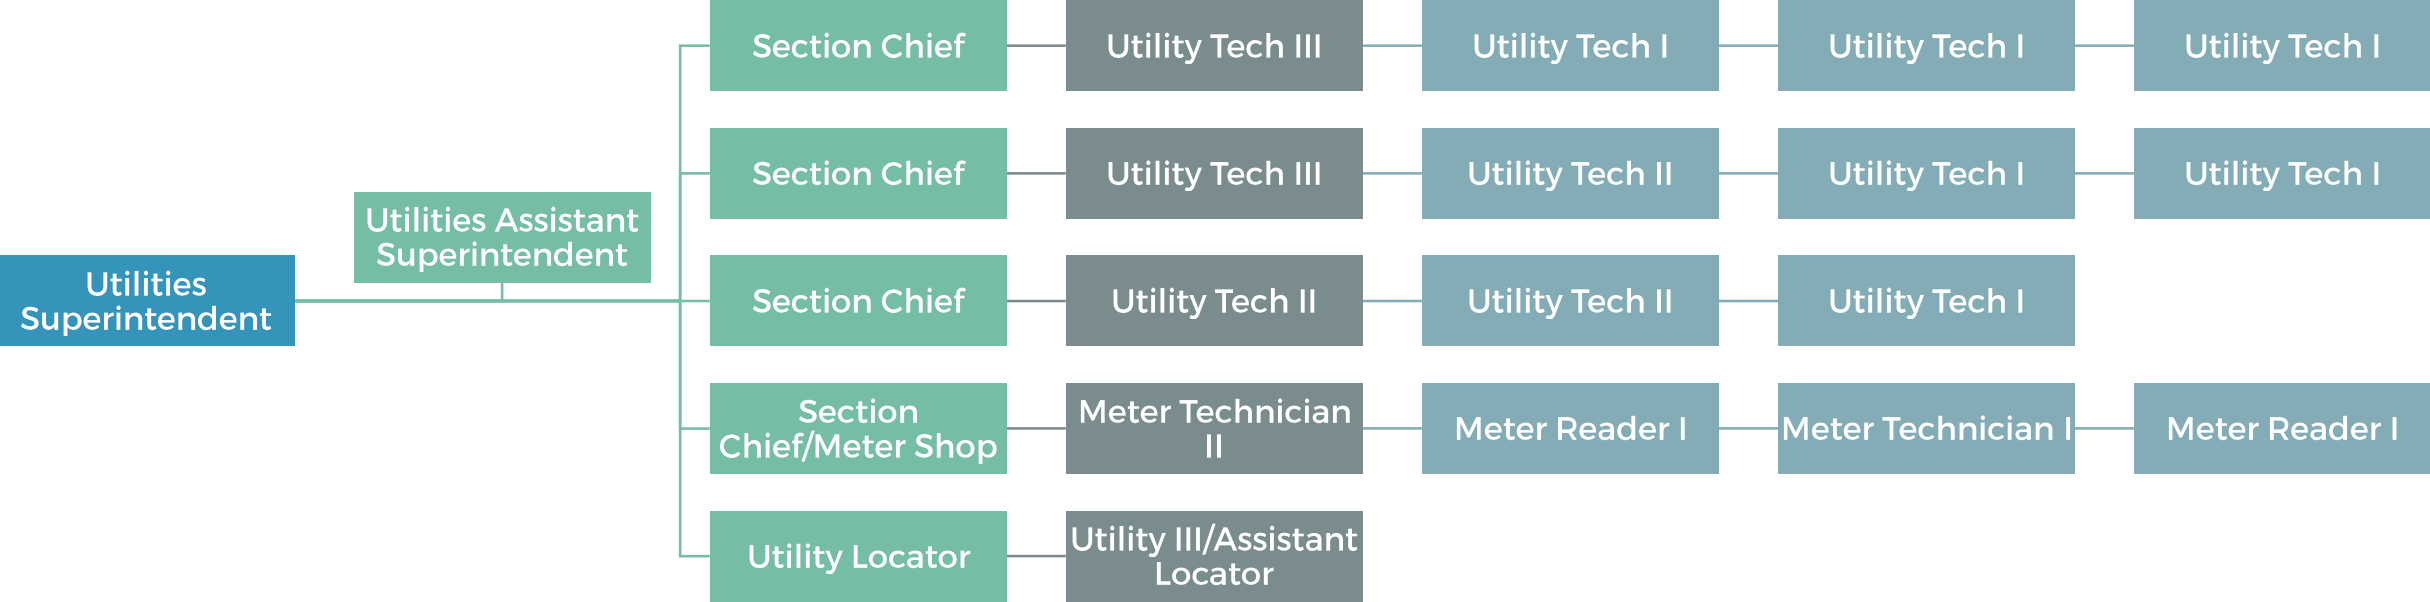 Utilities
Superintendent
Utilities Assistant
Superintendent
Section Chief
Utility Tech III
Utility Tech I
Utility Tech I
Utility Tech I
Section Chief
Utility Tech III
Utility Tech II
Utility Tech I
Utility Tech I
Section Chief
Utility Tech II
Utility Tech II
Utility Tech I
Section
Chief/Meter Shop
Meter Technician
II
Meter Reader I
Meter Technician I
Meter Reader I
Utility Locator
Utility III/Assistant
Locator